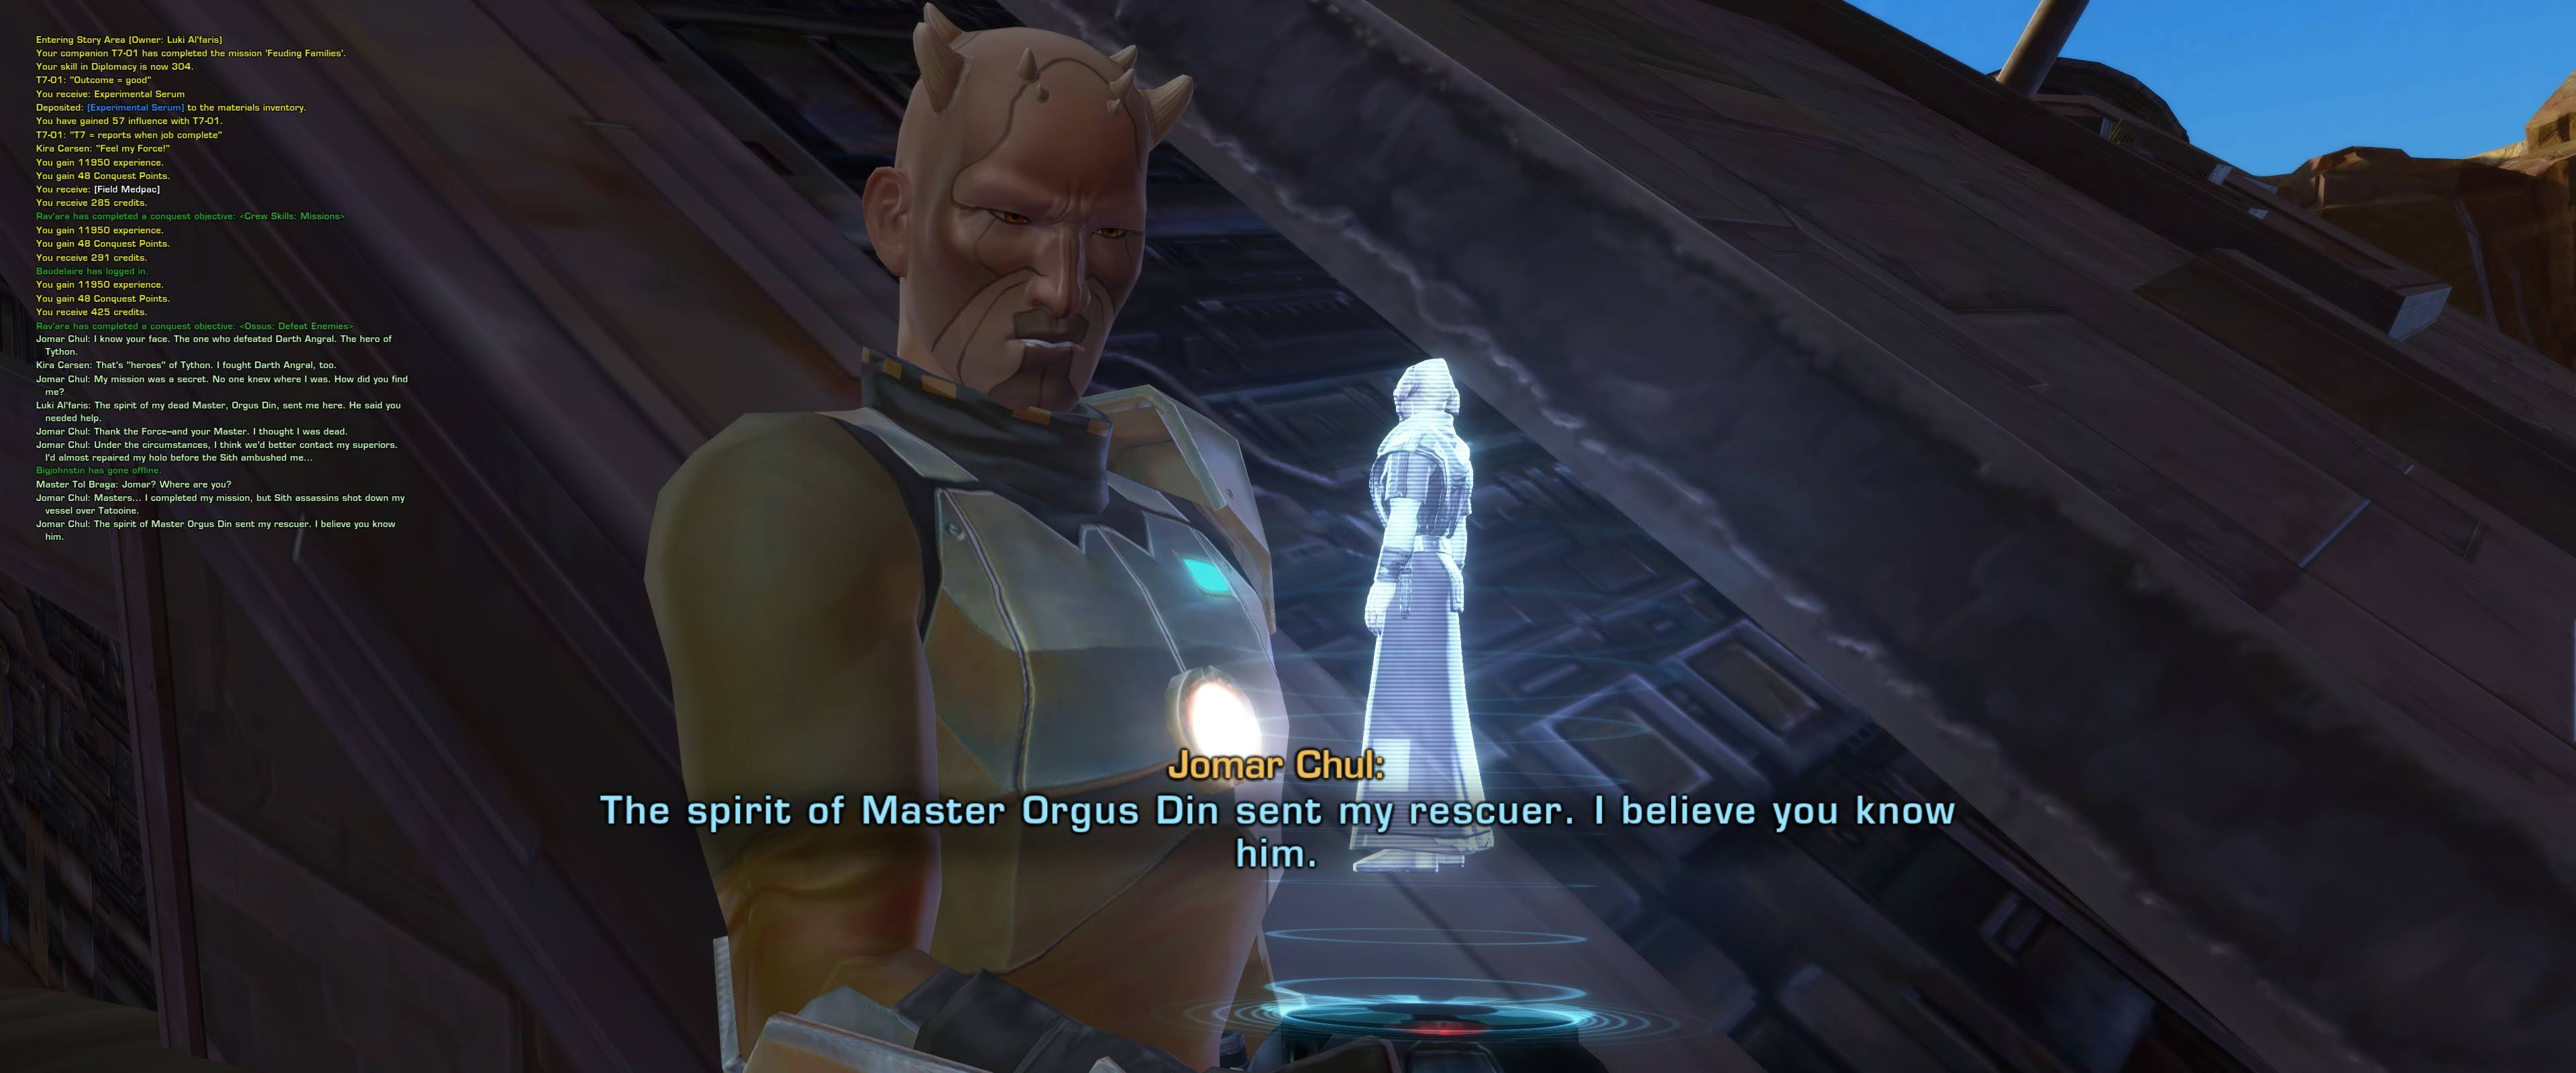 Entering Story Area (Owner: Luki Al'faris)
Your companion T7-01 has completed the mission 'Feuding Families'.
Your skill in Diplomacy is now 304.
T7-01: "Outcome = good"
You receive: Experimental Serum
Deposited: [Experimental Serum] to the materials inventory.
You have gained 57 influence with T7-01.
T7-01: "T7 = reports when job complete"
Kira Carsen: "Feel my Force!"
You gain 11950 experience.
You gain 48 Conquest Points.
You receive: [Field Medpac]
You receive 285 credits.
Rav'ara has completed a conquest objective: <Crew Skills: Missions>
You gain 11950 experience.
You gain 48 Conquest Points.
You receive 291 credits.
Baudelaire has logged in.
You gain 11950 experience.
You gain 48 Conquest Points.
You receive 425 credits.
Rav'ara has completed a conquest objective: <Ossus: Defeat Enemies>
Jomar Chul: I know your face. The one who defeated Darth Angral. The hero of
Tython.
Kira Carsen: That's "heroes" of Tython. I fought Darth Angral, too.
Jomar Chul: My mission was a secret. No one knew where I was. How did you find
me?
Luki Al'faris: The spirit of my dead Master, Orgus Din, sent me here. He said you
needed help.
Jomar Chul: Thank the Force–and your Master. I thought I was dead.
Jomar Chul: Under the circumstances, I think we'd better contact my superiors.
I'd almost repaired my holo before the Sith ambushed me...
Bigjohnstin has gone offline.
Master Tol Braga: Jomar? Where are you?
Jomar Chul: Masters... I completed my mission, but Sith assassins shot down my
vessel over Tatooine.
Jomar Chul: The spirit of Master Orgus Din sent my rescuer. I believe you know
him.
Jomar Chul:
The spirit of Master Orgus Din sent my rescuer. I believe you know
him.